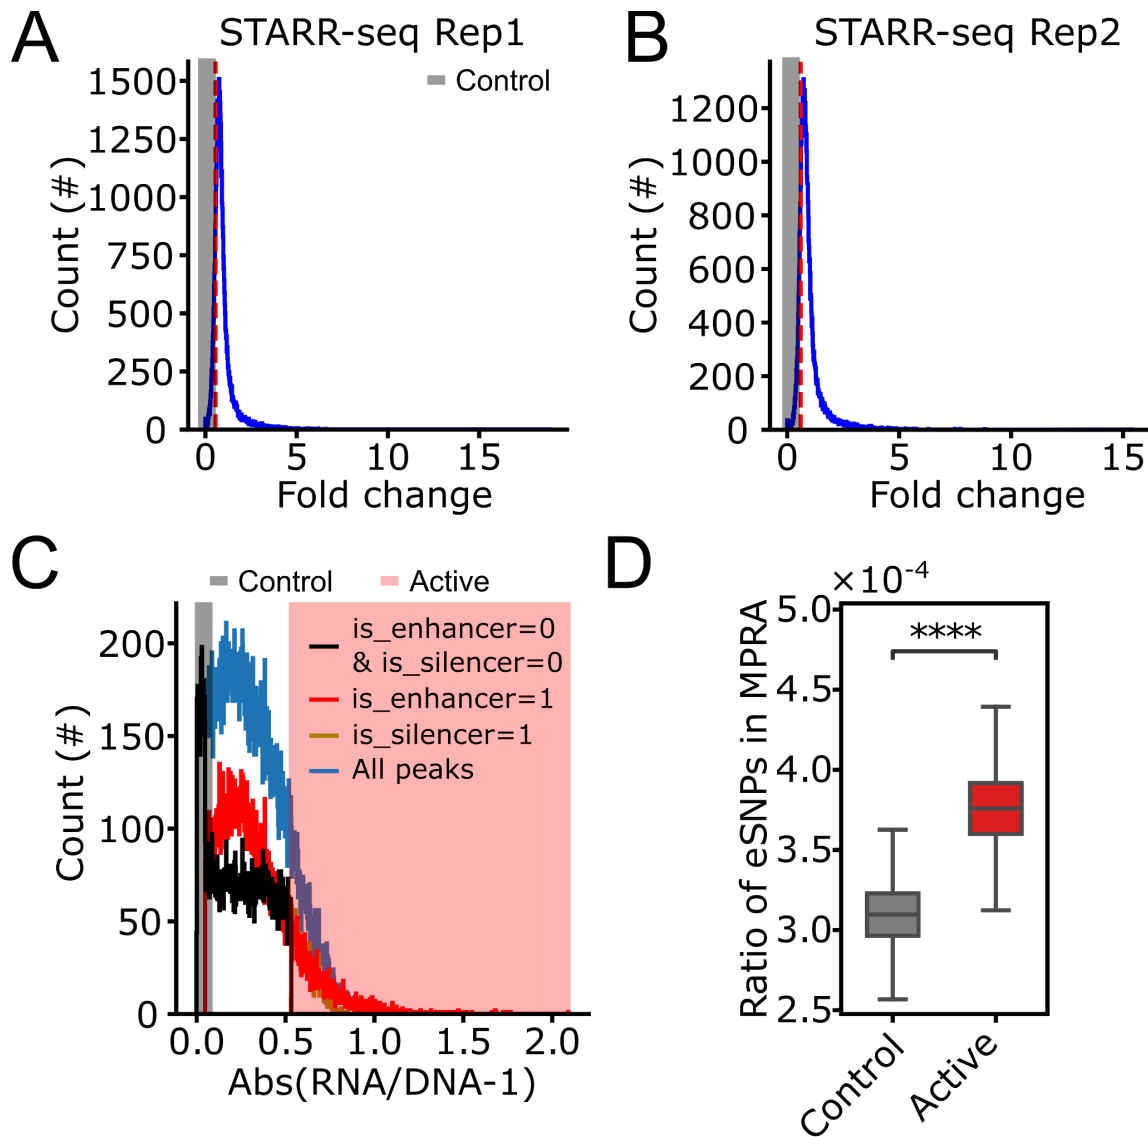 A
STARR-seq Rep1
Control
Count (#)
1500
1250
1000
750
500
250
0
0 5 10 15
Fold change
B
STARR-seq Rep2
Count (#)
1200
1000
800
600
400
200
0
0 5 10 15
Fold change
C
Control Active
is_enhancer=0
& is_silencer=0
is_enhancer=1
is_silencer=1
All peaks
Count (#)
200
150
100
50
0
0.0 0.5 1.0 1.5 2.0
Abs(RNA/DNA-1)
D
×10⁻⁴
****
Ratio of eSNPs in MPRA
5.0
4.5
4.0
3.5
3.0
2.5
Control
Active